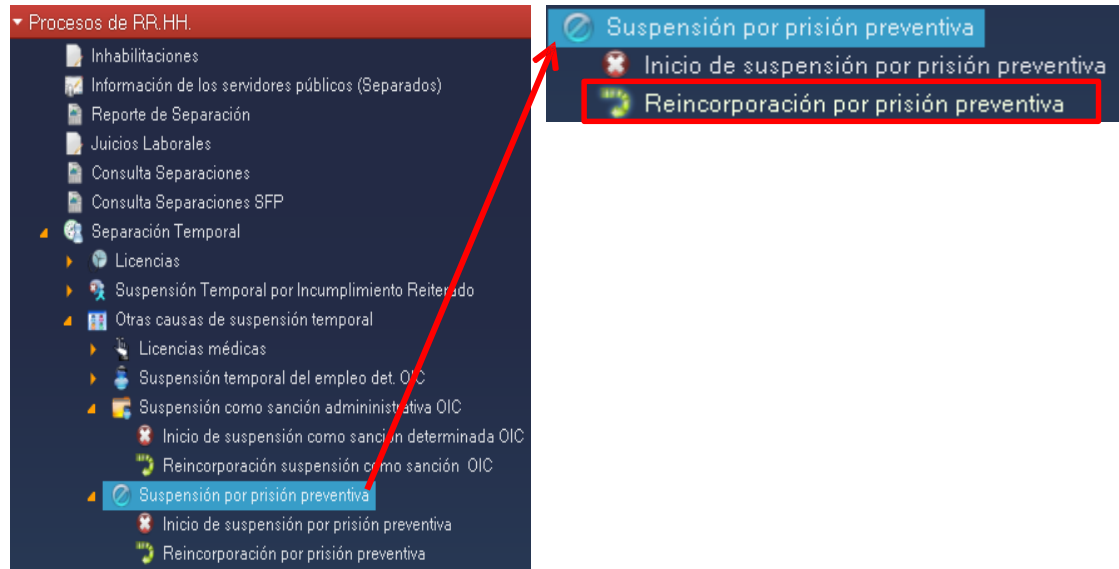 Procesos de RR.HH.
Inhabilitaciones
Información de los servidores públicos (Separados)
Reporte de Separación
Juicios Laborales
Consulta Separaciones
Consulta Separaciones SFP
Separación Temporal
Licencias
Suspensión Temporal por Incumplimiento Reiterado
Otras causas de suspensión temporal
Licencias médicas
Suspensión temporal del empleo det. OIC
Suspensión como sanción admininistrativa OIC
Inicio de suspensión como sanción determinada OIC
Reincorporación suspensión como sanción OIC
Suspensión por prisión preventiva
Inicio de suspensión por prisión preventiva
Reincorporación por prisión preventiva
Suspensión por prisión preventiva
Inicio de suspensión por prisión preventiva
Reincorporación por prisión preventiva